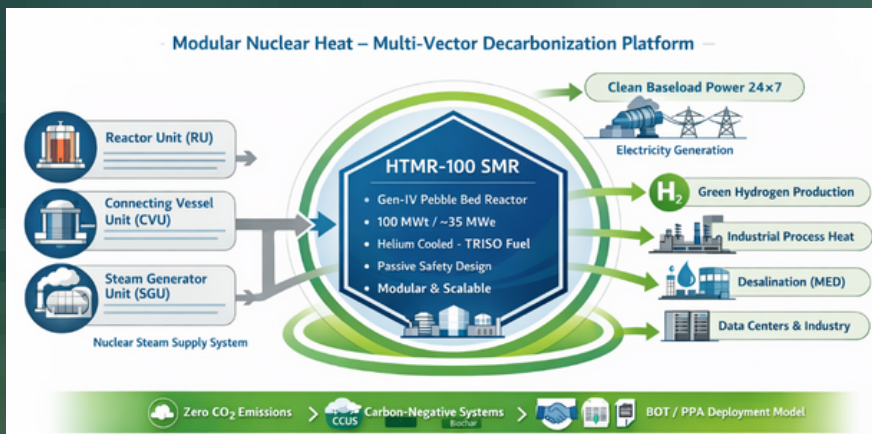 Modular Nuclear Heat – Multi-Vector Decarbonization Platform
Reactor Unit (RU)
Connecting Vessel
Unit (CVU)
Steam Generator
Unit (SGU)
Nuclear Steam Supply System
HTMR-100 SMR
• Gen-IV Pebble Bed Reactor
• 100 MWt / ~35 MWe
• Helium Cooled - TRISO Fuel
• Passive Safety Design
• Modular & Scalable
Clean Baseload Power 24×7
Electricity Generation
H2
Green Hydrogen Production
Industrial Process Heat
Desalination (MED)
Data Centers & Industry
Zero CO2 Emissions
CCUS
Carbon-Negative Systems
Biochar
BOT / PPA Deployment Model